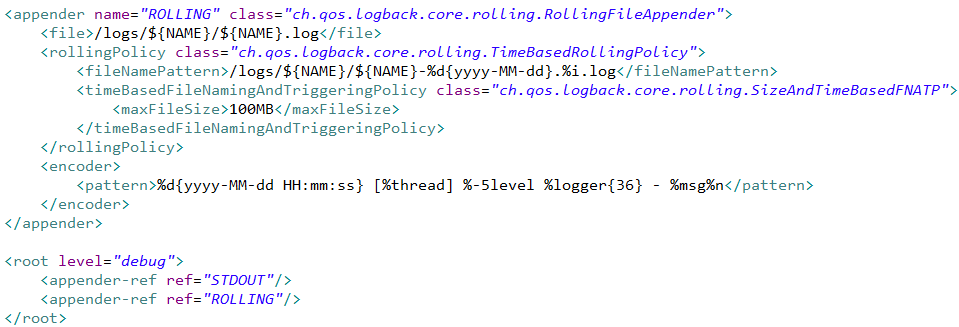 <appender name="ROLLING" class="ch.qos.logback.core.rolling.RollingFileAppender">
    <file>/logs/${NAME}/${NAME}.log</file>
    <rollingPolicy class="ch.qos.logback.core.rolling.TimeBasedRollingPolicy">
        <fileNamePattern>/logs/${NAME}/${NAME}-%d{yyyy-MM-dd}.%i.log</fileNamePattern>
        <timeBasedFileNamingAndTriggeringPolicy class="ch.qos.logback.core.rolling.SizeAndTimeBasedFNATP">
            <maxFileSize>100MB</maxFileSize>
        </timeBasedFileNamingAndTriggeringPolicy>
    </rollingPolicy>
    <encoder>
        <pattern>%d{yyyy-MM-dd HH:mm:ss} [%thread] %-5level %logger{36} - %msg%n</pattern>
    </encoder>
</appender>

<root level="debug">
    <appender-ref ref="STDOUT"/>
    <appender-ref ref="ROLLING"/>
</root>